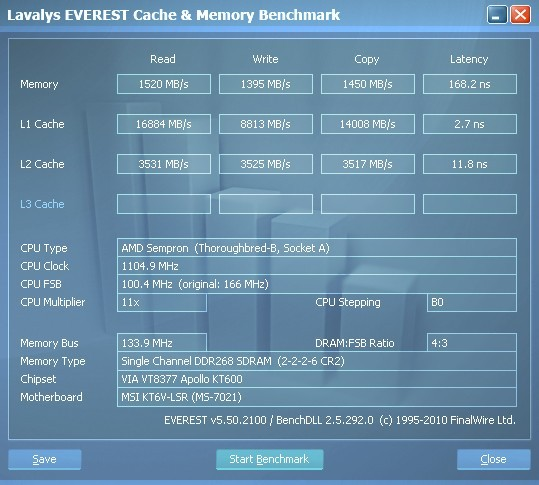 Lavalys EVEREST Cache & Memory Benchmark
Read Write Copy Latency
Memory 1520 MB/s 1395 MB/s 1450 MB/s 168.2 ns
L1 Cache 16884 MB/s 8813 MB/s 14008 MB/s 2.7 ns
L2 Cache 3531 MB/s 3525 MB/s 3517 MB/s 11.8 ns
L3 Cache
CPU Type AMD Sempron (Thoroughbred-B, Socket A)
CPU Clock 1104.9 MHz
CPU FSB 100.4 MHz (original: 166 MHz)
CPU Multiplier 11x CPU Stepping B0
Memory Bus 133.9 MHz DRAM:FSB Ratio 4:3
Memory Type Single Channel DDR268 SDRAM (2-2-2-6 CR2)
Chipset VIA VT8377 Apollo KT600
Motherboard MSI KT6V-LSR (MS-7021)
EVEREST v5.50.2100 / BenchDLL 2.5.292.0 (c) 1995-2010 FinalWire Ltd.
Save Start Benchmark Close